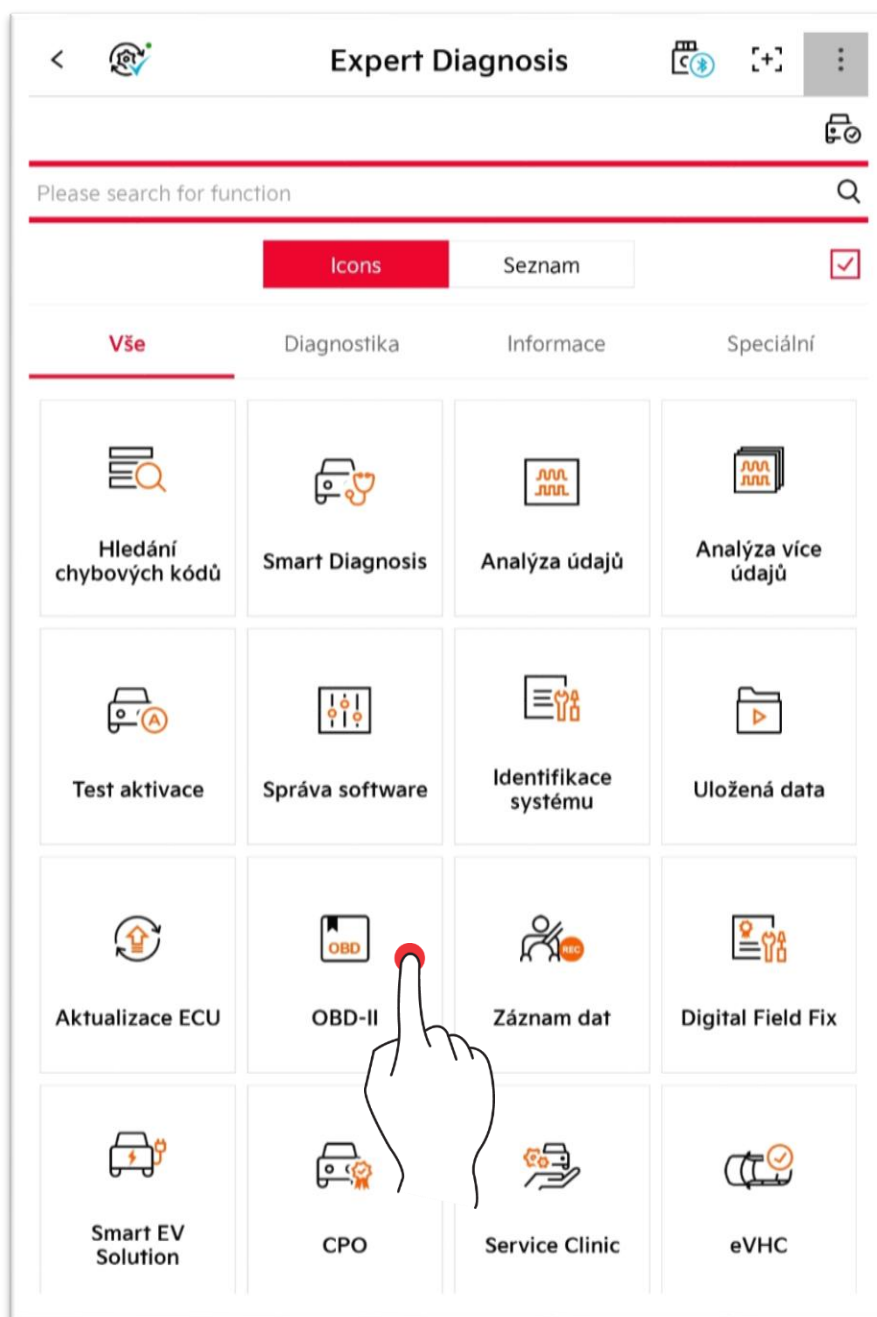 Expert Diagnosis
Please search for function
Icons Seznam
Vše Diagnostika Informace Speciální
Hledání
chybových kódů
Smart Diagnosis
Analýza údajů
Analýza více
údajů
Test aktivace
Správa software
Identifikace
systému
Uložená data
OBD
REC
Aktualizace ECU
OBD-II
Záznam dat
Digital Field Fix
Smart EV
Solution
CPO
Service Clinic
eVHC